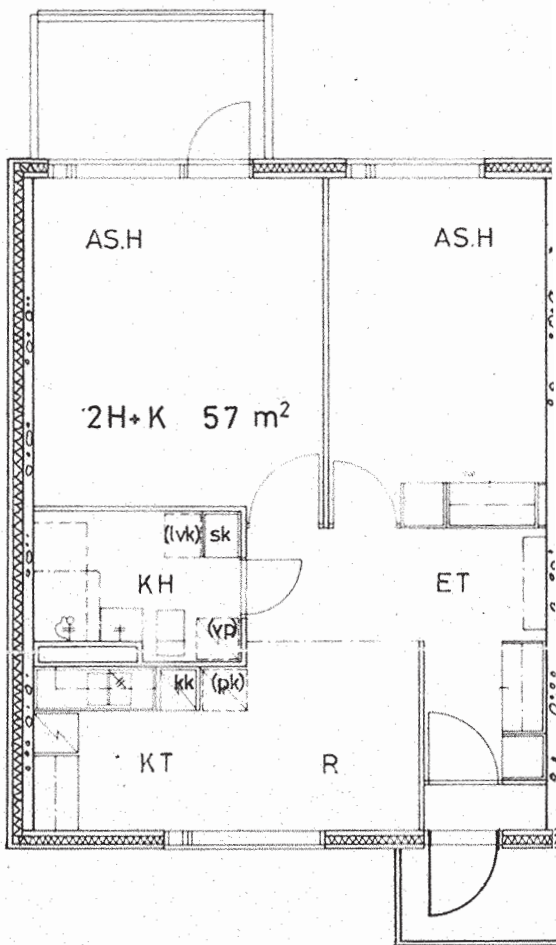 AS.H
AS.H
2H+K 57 m²
(lvk) sk
KH
ET
(vp)
kk (pk)
KT
R